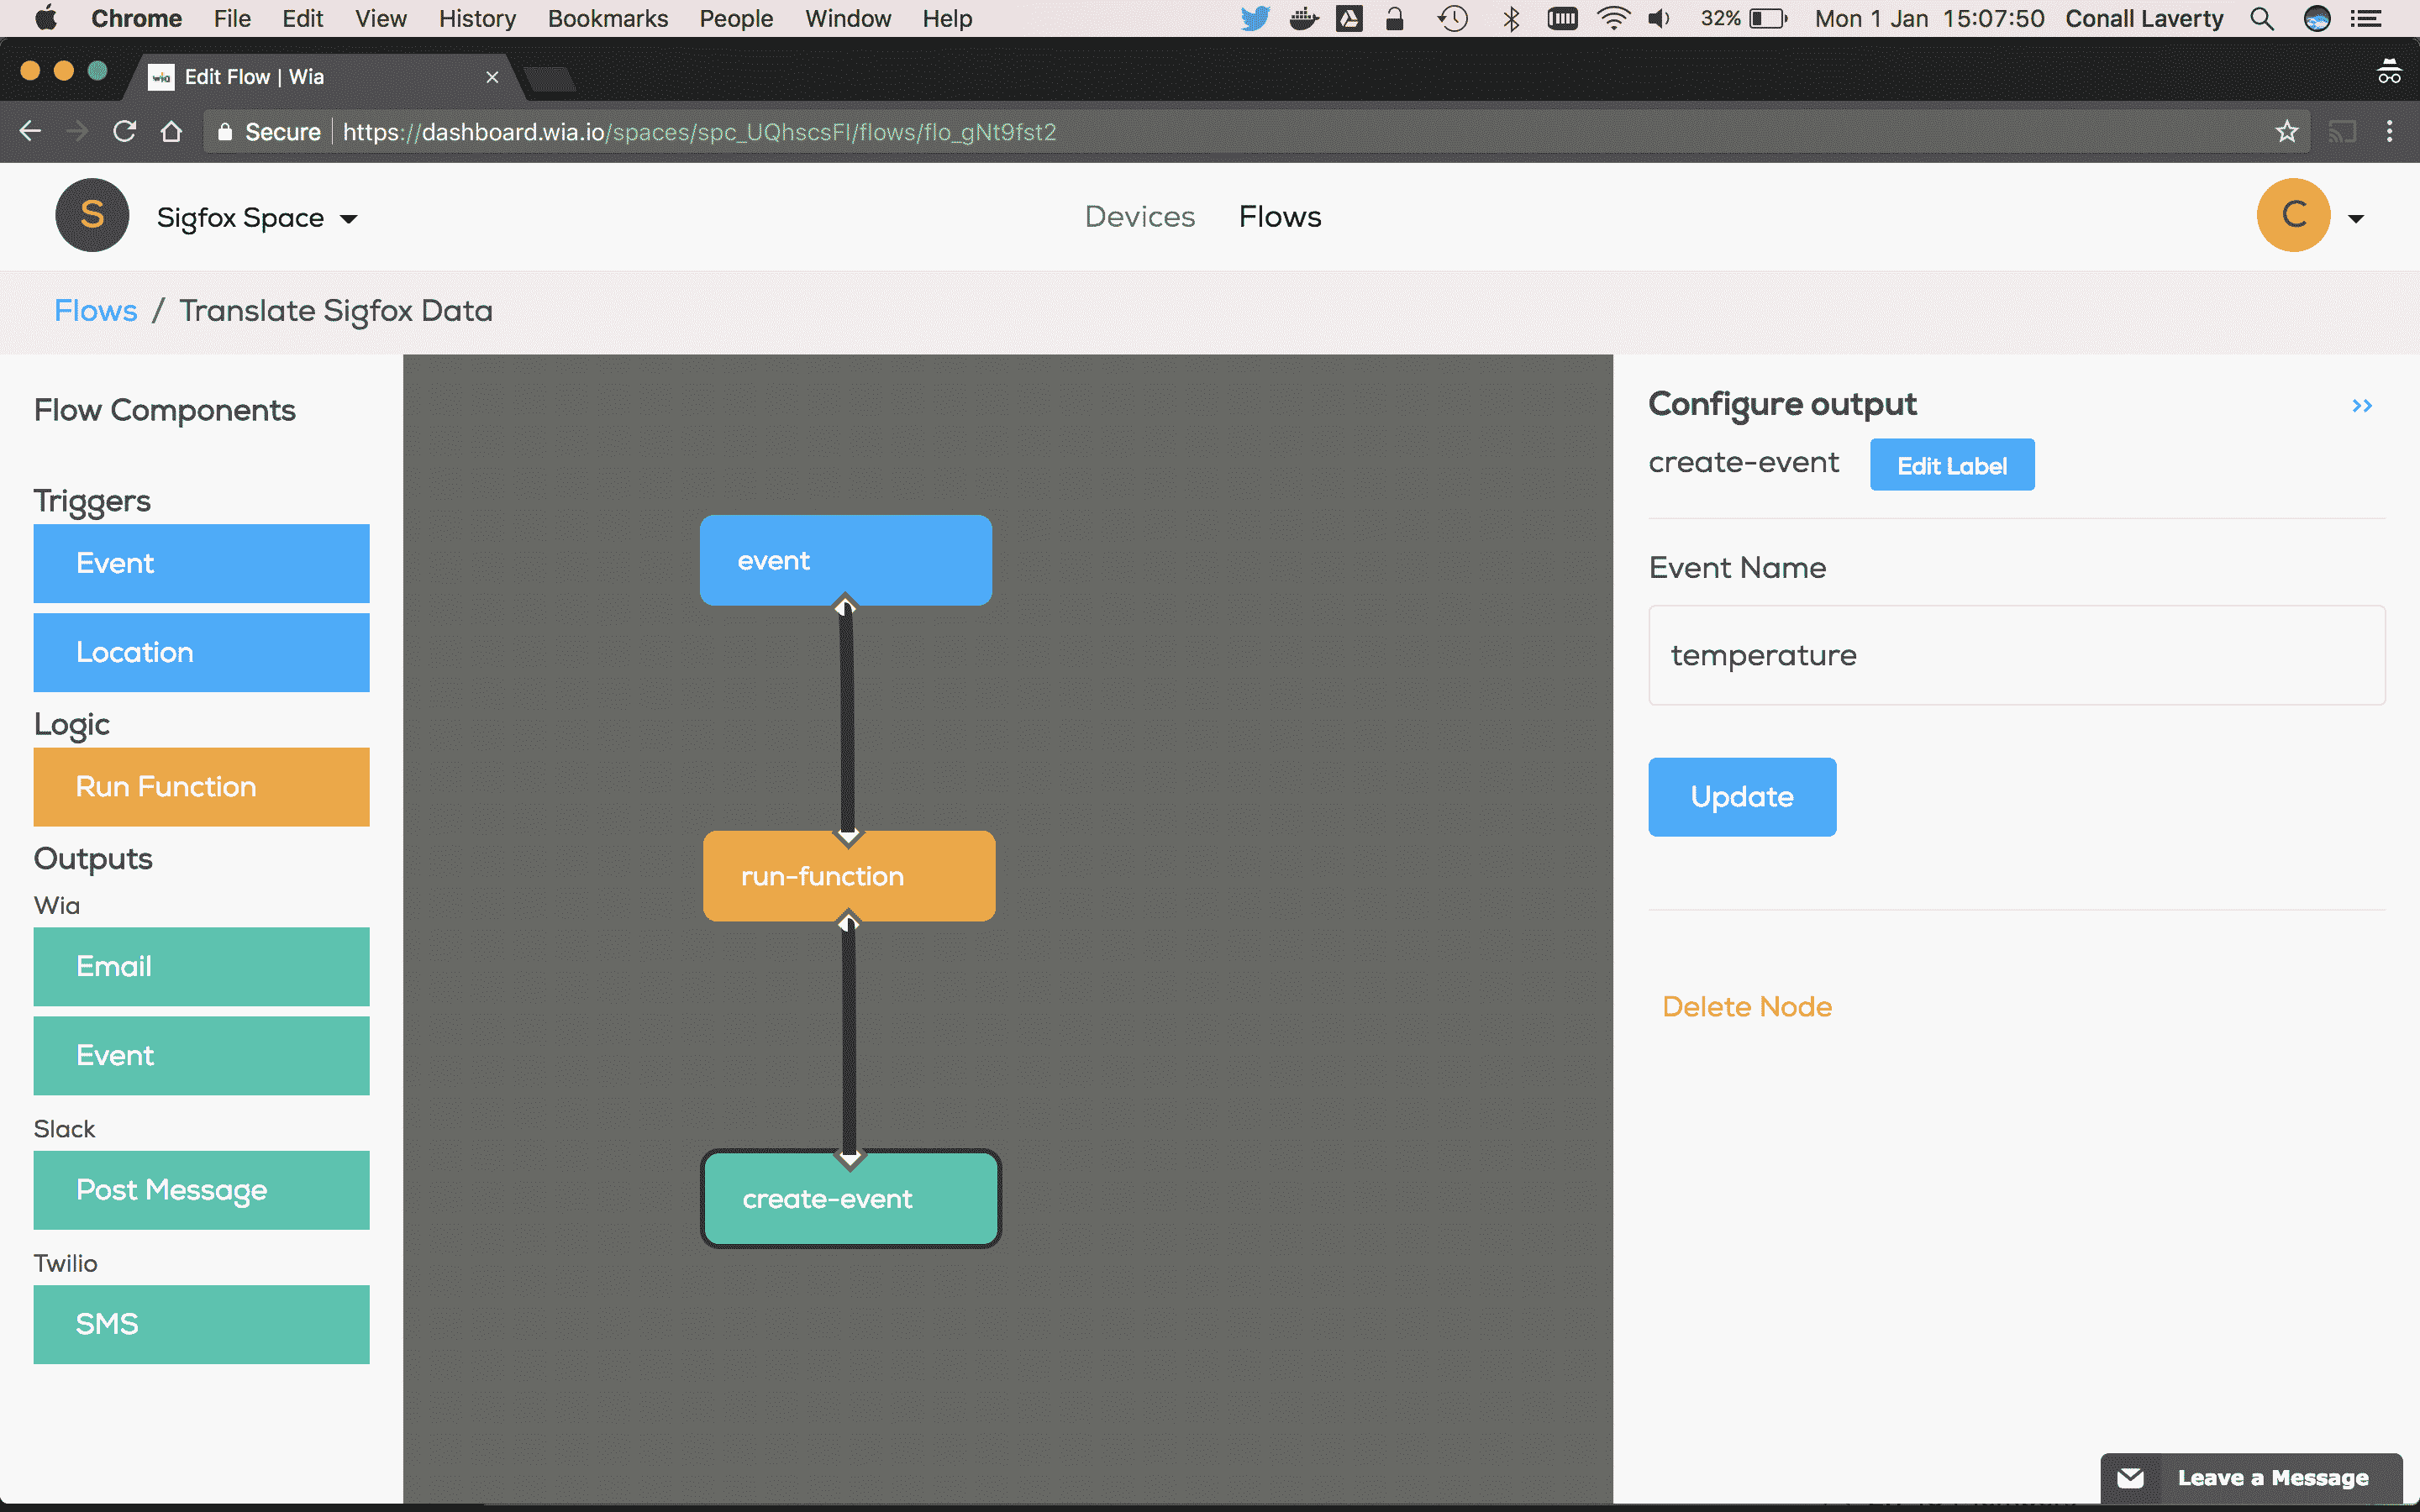 Chrome File Edit View History Bookmarks People Window Help 32% Mon 1 Jan 15:07:50 Conall Laverty
wia Edit Flow | Wia
Secure https://dashboard.wia.io/spaces/spc_UQhscsFI/flows/flo_gNt9fst2
S Sigfox Space Devices Flows C
Flows / Translate Sigfox Data
Flow Components
Triggers
Event
Location
Logic
Run Function
Outputs
Wia
Email
Event
Slack
Post Message
Twilio
SMS
event
run-function
create-event
Configure output >>
create-event Edit Label
Event Name
temperature
Update
Delete Node
Leave a Message